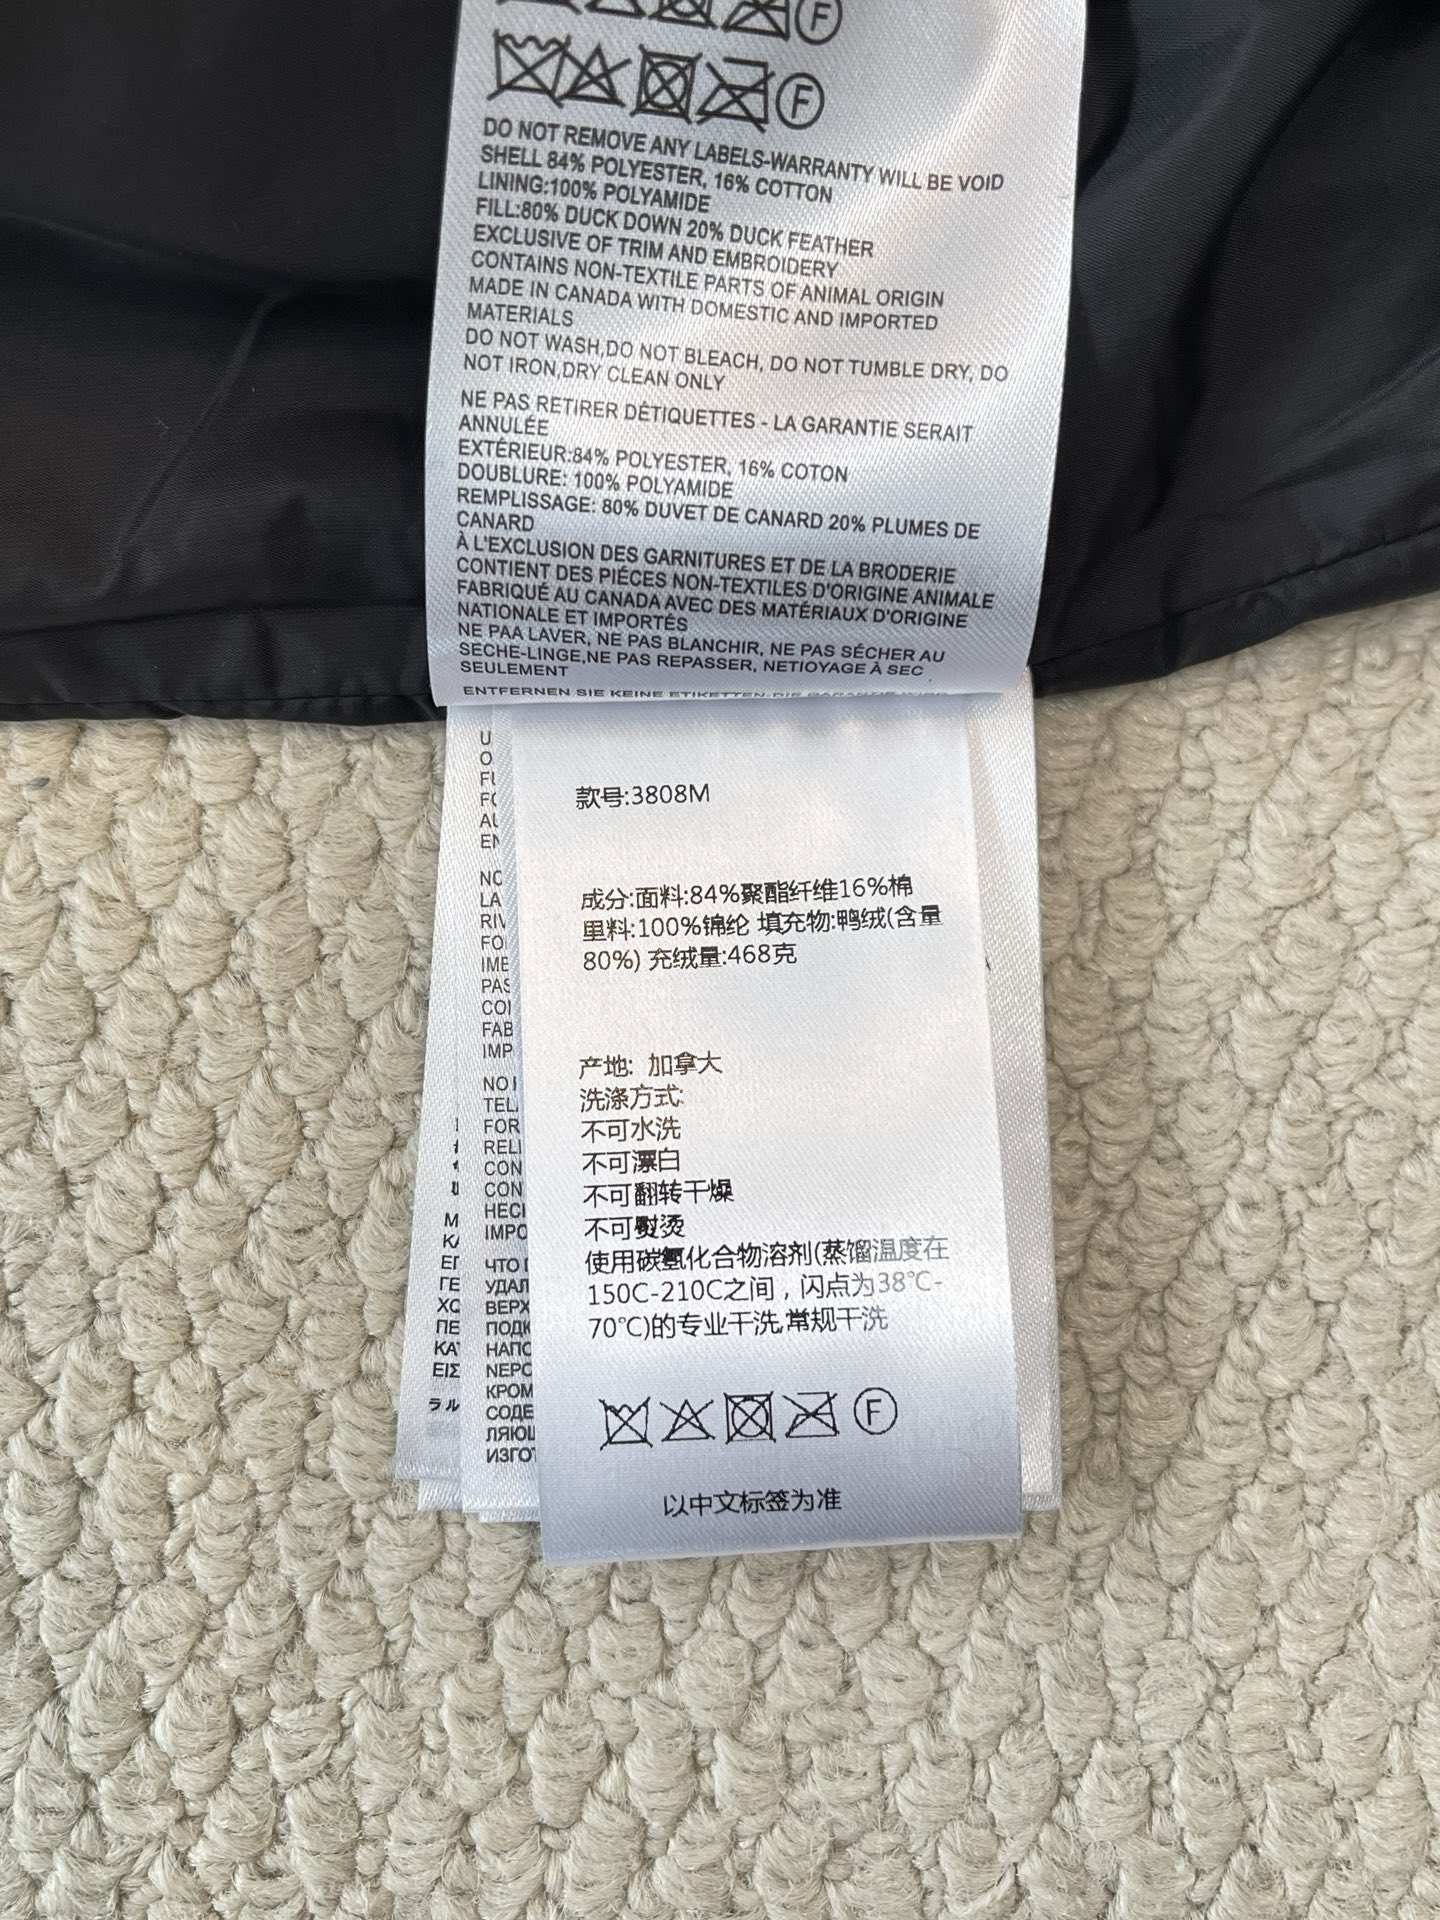 F
F
DO NOT REMOVE ANY LABELS-WARRANTY WILL BE VOID
SHELL 84% POLYESTER, 16% COTTON
LINING:100% POLYAMIDE
FILL:80% DUCK DOWN 20% DUCK FEATHER
EXCLUSIVE OF TRIM AND EMBROIDERY
CONTAINS NON-TEXTILE PARTS OF ANIMAL ORIGIN
MADE IN CANADA WITH DOMESTIC AND IMPORTED
MATERIALS
DO NOT WASH,DO NOT BLEACH, DO NOT TUMBLE DRY, DO
NOT IRON,DRY CLEAN ONLY
NE PAS RETIRER DÉTIQUETTES - LA GARANTIE SERAIT
ANNULÉE
EXTÉRIEUR:84% POLYESTER, 16% COTON
DOUBLURE: 100% POLYAMIDE
REMPLISSAGE: 80% DUVET DE CANARD 20% PLUMES DE
CANARD
À L'EXCLUSION DES GARNITURES ET DE LA BRODERIE
CONTIENT DES PIÉCES NON-TEXTILES D'ORIGINE ANIMALE
FABRIQUÉ AU CANADA AVEC DES MATÉRIAUX D'ORIGINE
NATIONALE ET IMPORTÉS
NE PAA LAVER, NE PAS BLANCHIR, NE PAS SÉCHER AU
SECHE-LINGE,NE PAS REPASSER, NETIOYAGE À SEC
SEULEMENT
ENTFERNEN SIE KEINE ETIKETTEN-DIE GARANTIE WIRD
款号:3808M
成分:面料:84%聚酯纤维16%棉
里料:100%锦纶 填充物:鸭绒(含量
80%) 充绒量:468克
产地: 加拿大
洗涤方式:
不可水洗
不可漂白
不可翻转干燥
不可熨烫
使用碳氢化合物溶剂(蒸馏温度在
150C-210C之间，闪点为38℃-
70℃)的专业干洗,常规干洗
F
以中文标签为准